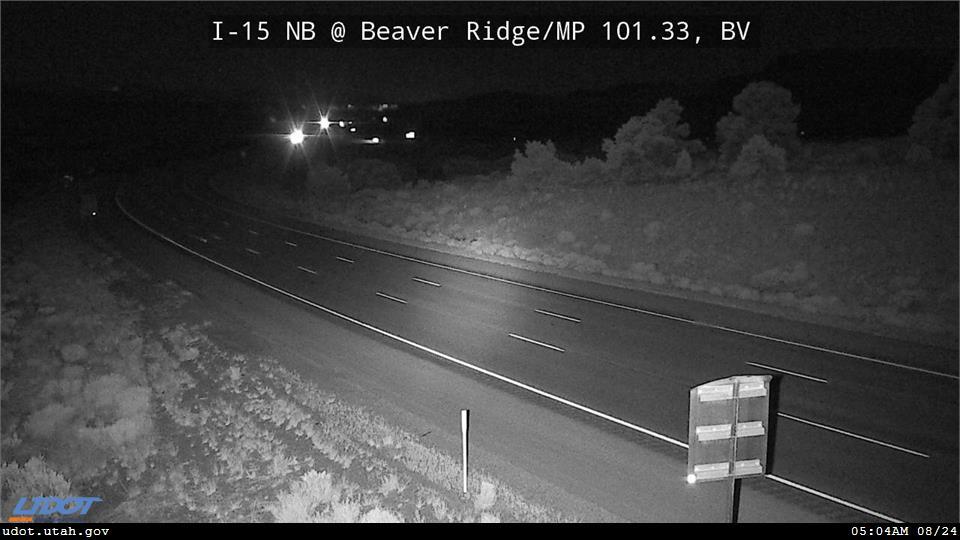 I-15 NB @ Beaver Ridge/MP 101.33, BV
UDOT
udot.utah.gov 05:04AM 08/24